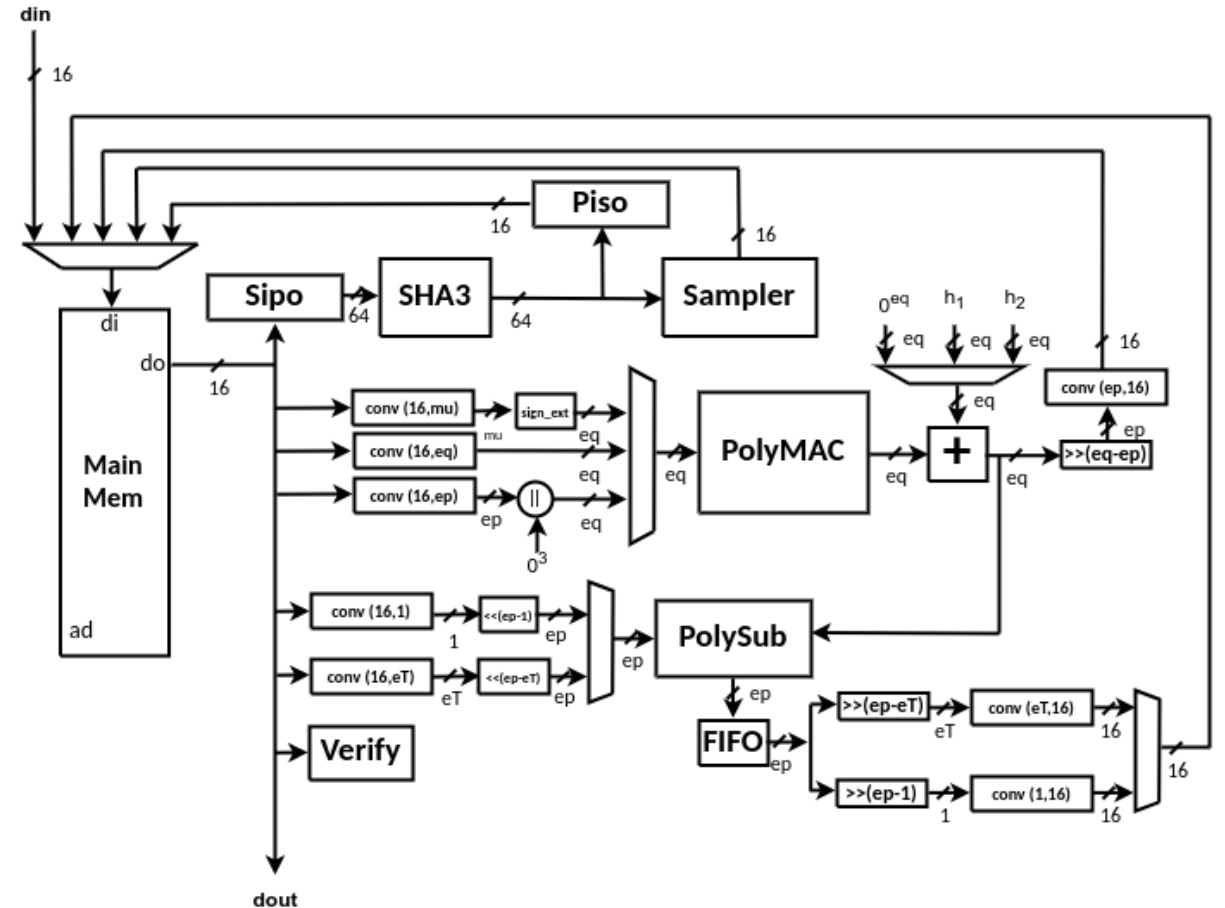 din
16
Piso
16
16
Sipo
64
SHA3
64
Sampler
di
do
16
Main
Mem
ad
0^eq
h₁
h₂
eq
eq
eq
eq
16
conv (ep,16)
ep
conv (16,mu)
mu
sign_ext
eq
conv (16,eq)
eq
conv (16,ep)
ep
||
0³
eq
eq
PolyMAC
eq
+
eq
>>(eq-ep)
conv (16,1)
1
<<(ep-1)
ep
conv (16,eT)
eT
<<(ep-eT)
ep
ep
PolySub
ep
FIFO
ep
>>(ep-eT)
eT
conv (eT,16)
16
>>(ep-1)
1
conv (1,16)
16
16
Verify
dout